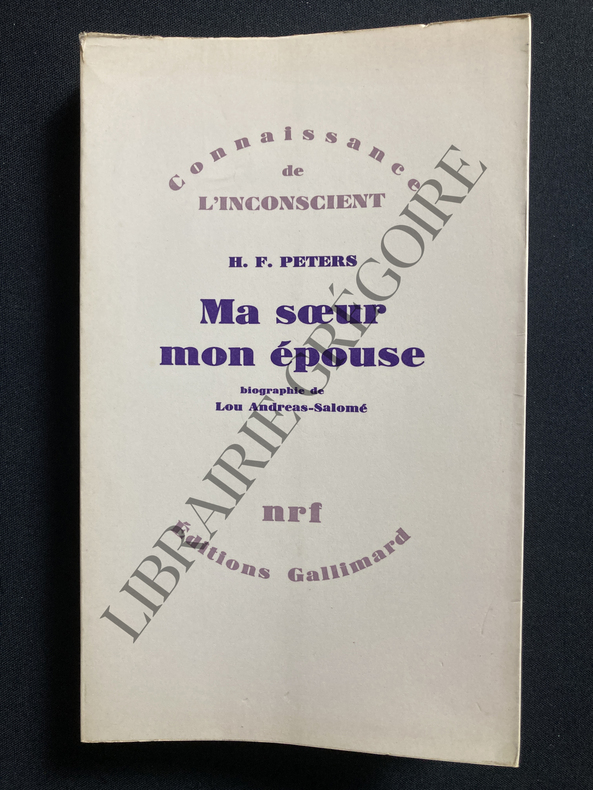 Connaissance
de
L'INCONSCIENT
H. F. PETERS
Ma sœur
mon épouse
biographie de
Lou Andreas-Salomé
nrf
Éditions Gallimard
LIBRAIRIE GRÉGOIRE